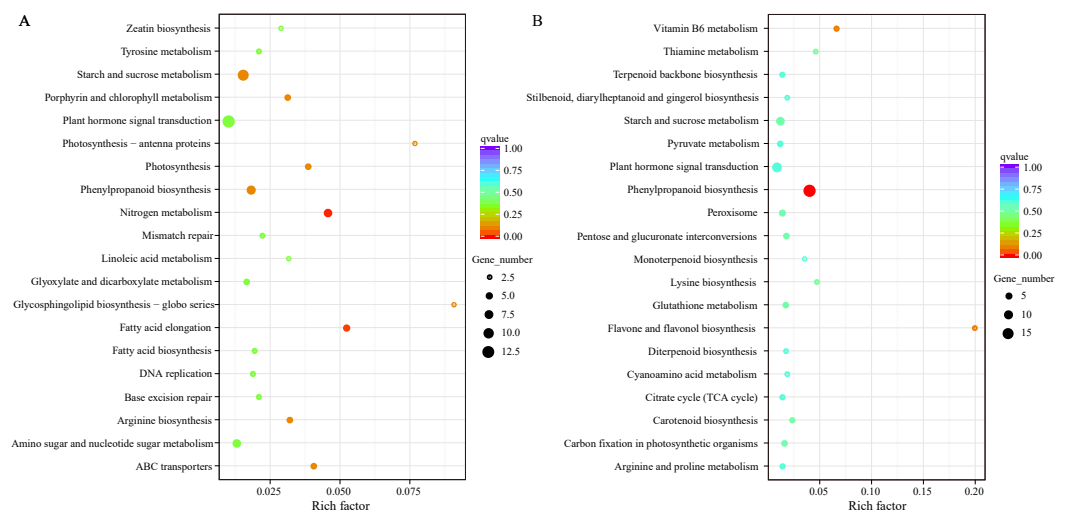 A
Zeatin biosynthesis
Tyrosine metabolism
Starch and sucrose metabolism
Porphyrin and chlorophyll metabolism
Plant hormone signal transduction
Photosynthesis − antenna proteins
Photosynthesis
Phenylpropanoid biosynthesis
Nitrogen metabolism
Mismatch repair
Linoleic acid metabolism
Glyoxylate and dicarboxylate metabolism
Glycosphingolipid biosynthesis − globo series
Fatty acid elongation
Fatty acid biosynthesis
DNA replication
Base excision repair
Arginine biosynthesis
Amino sugar and nucleotide sugar metabolism
ABC transporters
0.025 0.050 0.075
Rich factor
qvalue
1.00
0.75
0.50
0.25
0.00
Gene_number
2.5
5.0
7.5
10.0
12.5
B
Vitamin B6 metabolism
Thiamine metabolism
Terpenoid backbone biosynthesis
Stilbenoid, diarylheptanoid and gingerol biosynthesis
Starch and sucrose metabolism
Pyruvate metabolism
Plant hormone signal transduction
Phenylpropanoid biosynthesis
Peroxisome
Pentose and glucuronate interconversions
Monoterpenoid biosynthesis
Lysine biosynthesis
Glutathione metabolism
Flavone and flavonol biosynthesis
Diterpenoid biosynthesis
Cyanoamino acid metabolism
Citrate cycle (TCA cycle)
Carotenoid biosynthesis
Carbon fixation in photosynthetic organisms
Arginine and proline metabolism
0.05 0.10 0.15 0.20
Rich factor
qvalue
1.00
0.75
0.50
0.25
0.00
Gene_number
5
10
15